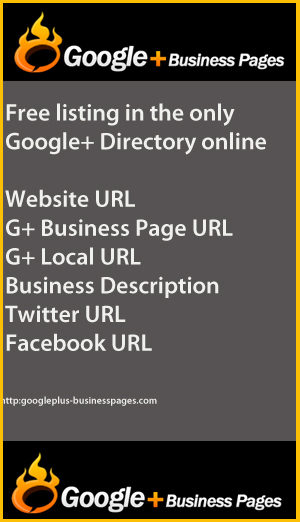 Google+ Business Pages
Free listing in the only
Google+ Directory online
Website URL
G+ Business Page URL
G+ Local URL
Business Description
Twitter URL
Facebook URL
http:googleplus-businesspages.com
Google+ Business Pages